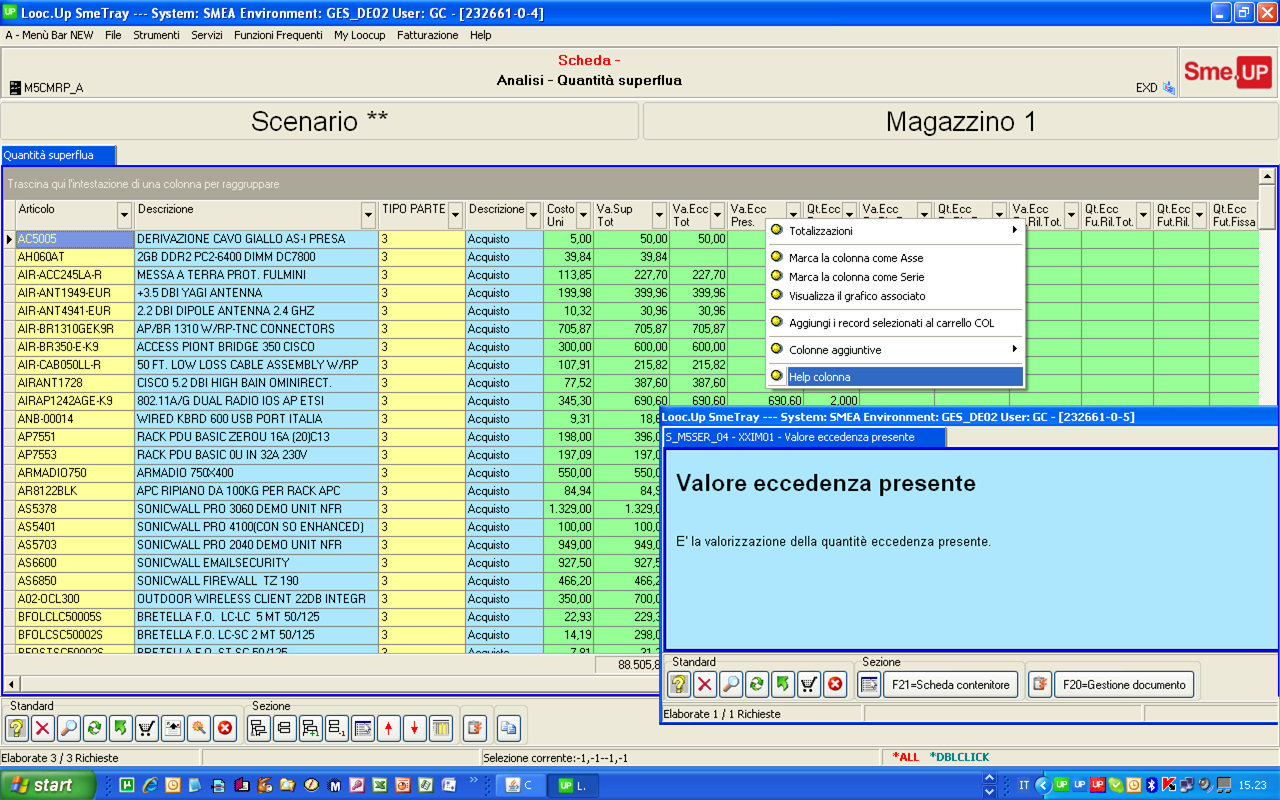 UP Looc.Up SmeTray --- System: SMEA Environment: GES_DE02 User: GC - [232661-0-4]
A - Menù Bar NEW File Strumenti Servizi Funzioni Frequenti My Loocup Fatturazione Help
Scheda -
Analisi - Quantità superflua
M5CMRP_A
EXD
Sme.UP
Scenario **
Magazzino 1
Quantità superflua
Trascina qui l'intestazione di una colonna per raggruppare
Articolo Descrizione TIPO PARTE Descrizione Costo Uni Va.Sup Tot Va.Ecc Tot Va.Ecc Pres. Qt.Ecc Va.Ecc Qt.Ecc Va.Ecc Fu.Ril.Tot. Qt.Ecc Fu.Ril.Tot. Qt.Ecc Fut.Ril. Qt.Ecc Fut.Fissa
AC5005 DERIVAZIONE CAVO GIALLO AS-I PRESA 3 Acquisto 5,00 50,00 50,00
AH060AT 2GB DDR2 PC2-6400 DIMM DC7800 3 Acquisto 39,84 39,84
AIR-ACC245LA-R MESSA A TERRA PROT. FULMINI 3 Acquisto 113,85 227,70 227,70
AIR-ANT1949-EUR +3.5 DBI YAGI ANTENNA 3 Acquisto 199,98 399,96 399,96
AIR-ANT4941-EUR 2.2 DBI DIPOLE ANTENNA 2.4 GHZ 3 Acquisto 10,32 30,96 30,96
AIR-BR1310GEK9R AP/BR 1310 W/RP-TNC CONNECTORS 3 Acquisto 705,87 705,87 705,87
AIR-BR350-E-K9 ACCESS PIONT BRIDGE 350 CISCO 3 Acquisto 300,00 600,00 600,00
AIR-CAB050LL-R 50 FT. LOW LOSS CABLE ASSEMBLY W/RP 3 Acquisto 107,91 215,82 215,82
AIRANT1728 CISCO 5.2 DBI HIGH BAIN OMINIRECT. 3 Acquisto 77,52 387,60 387,60
AIRAP1242AGE-K9 802.11A/G DUAL RADIO IOS AP ETSI 3 Acquisto 345,30 690,60 690,60 690,60 2,000
ANB-00014 WIRED KBRD 600 USB PORT ITALIA 3 Acquisto 9,31 18,6
AP7551 RACK PDU BASIC ZEROU 16A (20)C13 3 Acquisto 198,00 396,0
AP7553 RACK PDU BASIC 0U IN 32A 230V 3 Acquisto 197,09 197,0
ARMADIO750 ARMADIO 750X400 3 Acquisto 550,00 550,0
AR8122BLK APC RIPIANO DA 100KG PER RACK APC 3 Acquisto 84,94 84,9
AS5378 SONICWALL PRO 3060 DEMO UNIT NFR 3 Acquisto 1.329,00 1.329,0
AS5401 SONICWALL PRO 4100(CON SO ENHANCED) 3 Acquisto 100,00 100,0
AS5703 SONICWALL PRO 2040 DEMO UNIT NFR 3 Acquisto 949,00 949,0
AS6600 SONICWALL EMAILSECURITY 3 Acquisto 927,50 927,5
AS6850 SONICWALL FIREWALL TZ 190 3 Acquisto 466,20 466,2
A02-OCL300 OUTDOOR WIRELESS CLIENT 22DB INTEGR 3 Acquisto 350,00 700,0
BFOLCLC50005S BRETELLA F.O. LC-LC 5 MT 50/125 3 Acquisto 22,93 229,3
BFOLCSC50002S BRETELLA F.O. LC-SC 2 MT 50/125 3 Acquisto 14,19 298,0
BFOSTSC50002S BRETELLA F.O. ST-SC 50/125 3 Acquisto 7,81
88.505,8
Totalizzazioni
Marca la colonna come Asse
Marca la colonna come Serie
Visualizza il grafico associato
Aggiungi i record selezionati al carrello COL
Colonne aggiuntive
Help colonna
Looc.Up SmeTray --- System: SMEA Environment: GES_DE02 User: GC - [232661-0-5]
S_M5SER_04 - XXIM01 - Valore eccedenza presente
Valore eccedenza presente
E' la valorizzazione della quantitè eccedenza presente.
Standard Sezione
F21=Scheda contenitore F20=Gestione documento
Elaborate 1 / 1 Richieste
Standard Sezione
Elaborate 3 / 3 Richieste Selezione corrente:-1,-1--1,-1 *ALL *DBLCLICK
start C UP L. IT UP UP UP 15.23